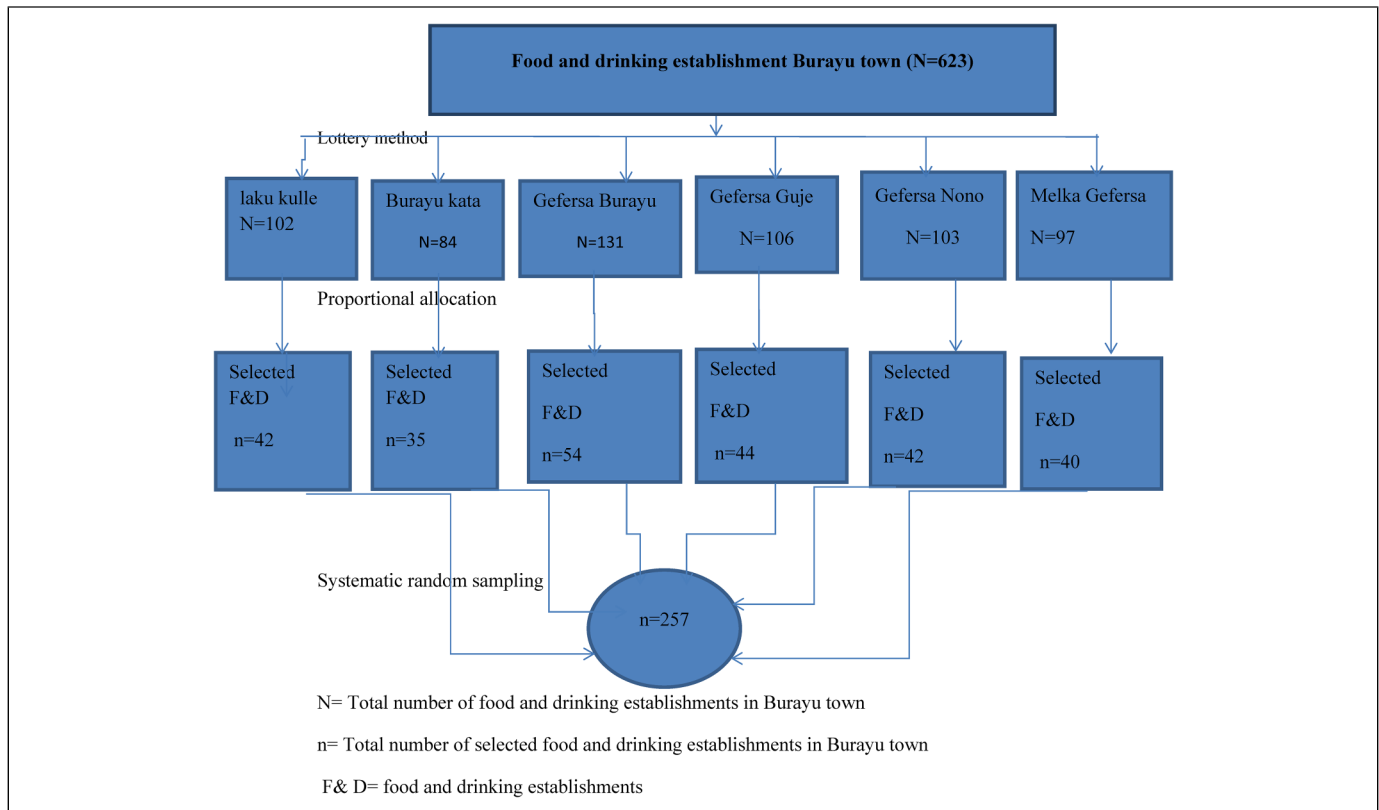 Food and drinking establishment Burayu town (N=623)
Lottery method
laku kulle
N=102
Burayu kata
N=84
Gefersa Burayu
N=131
Gefersa Guje
N=106
Gefersa Nono
N=103
Melka Gefersa
N=97
Proportional allocation
Selected
F&D
n=42
Selected
F&D
n=35
Selected
F&D
n=54
Selected
F&D
n=44
Selected
F&D
n=42
Selected
F&D
n=40
Systematic random sampling
n=257
N= Total number of food and drinking establishments in Burayu town
n= Total number of selected food and drinking establishments in Burayu town
F& D= food and drinking establishments